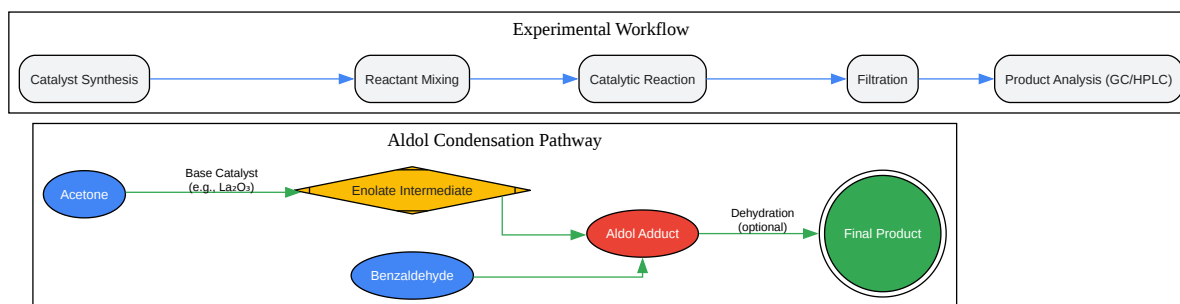 Experimental Workflow
Catalyst Synthesis
Reactant Mixing
Catalytic Reaction
Filtration
Product Analysis (GC/HPLC)
Aldol Condensation Pathway
Acetone
Base Catalyst
(e.g., La₂O₃)
Enolate Intermediate
Benzaldehyde
Aldol Adduct
Dehydration
(optional)
Final Product